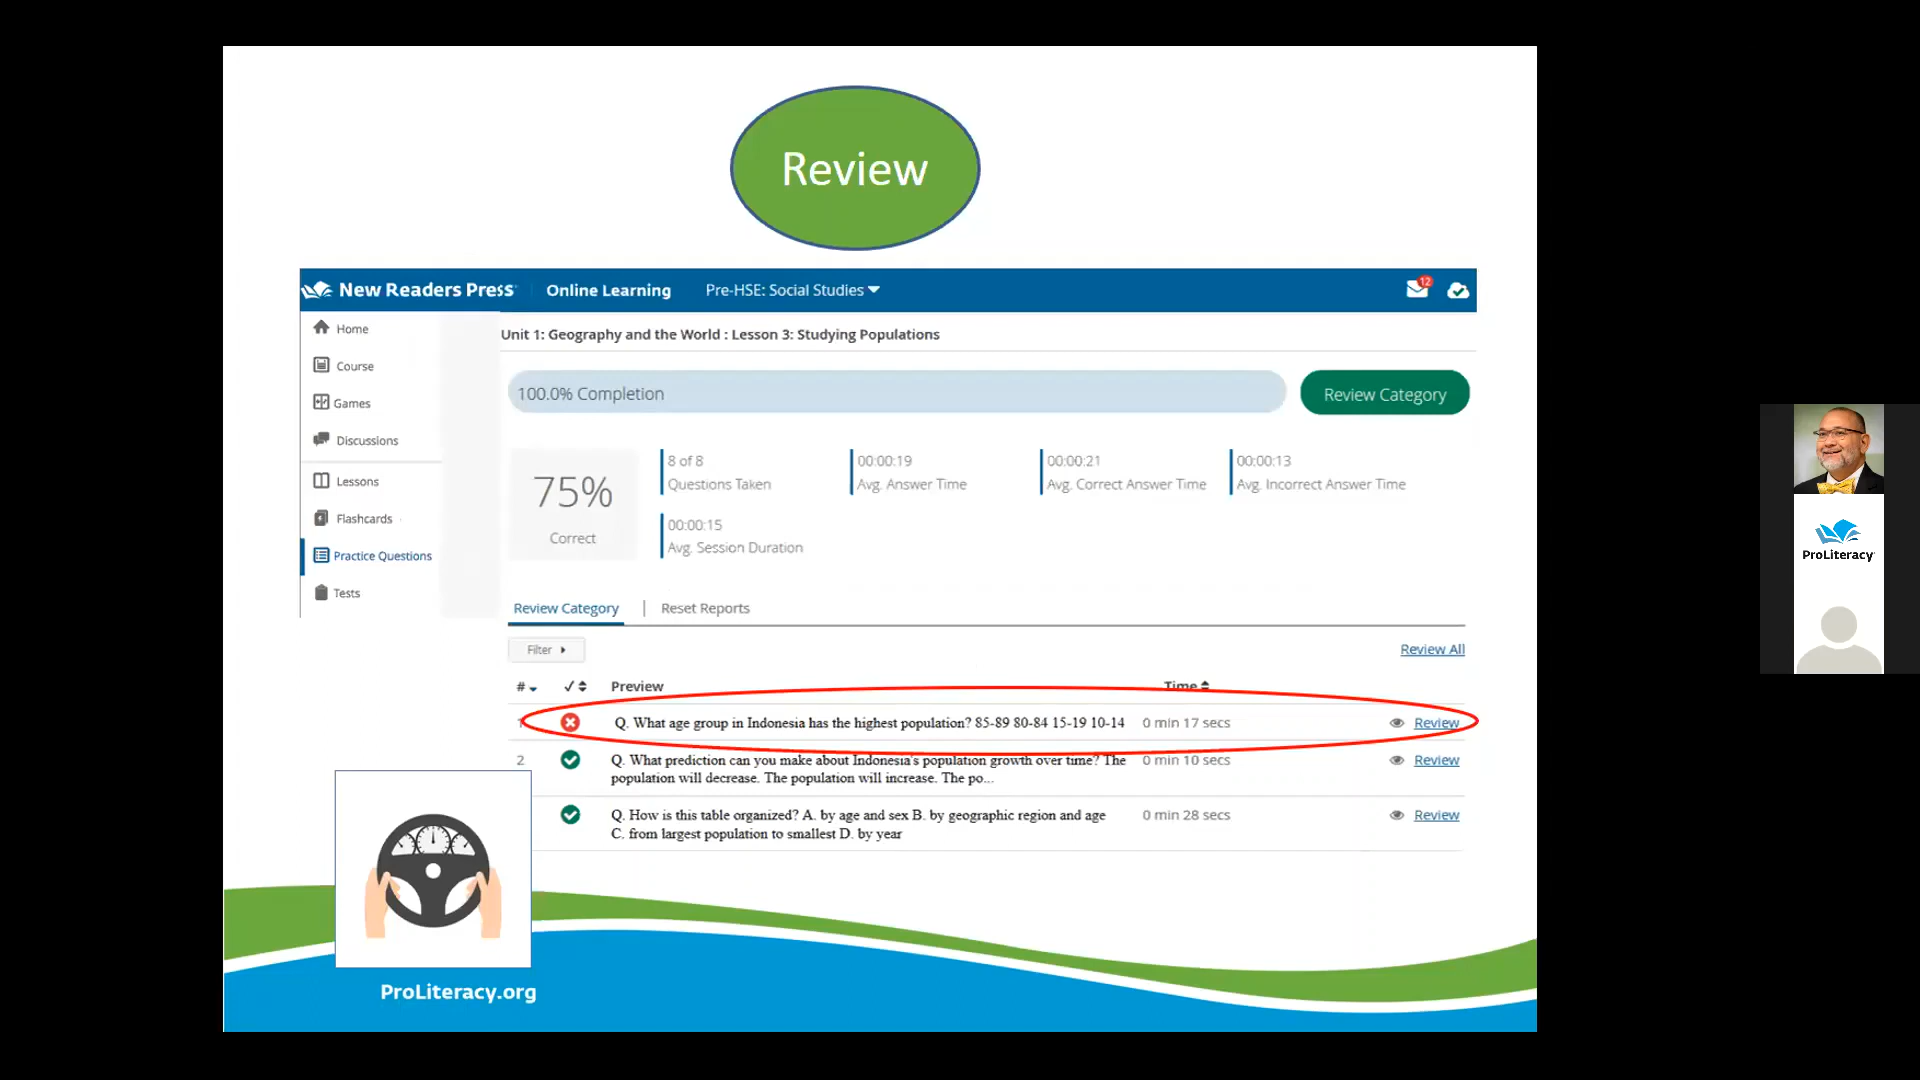 Review
New Readers Press
Online Learning
Pre-HSE: Social Studies
12
Home
Course
Games
Discussions
Lessons
Flashcards
Practice Questions
Tests
Unit 1: Geography and the World : Lesson 3: Studying Populations
100.0% Completion
Review Category
75%
Correct
8 of 8
Questions Taken
00:00:19
Avg. Answer Time
00:00:21
Avg. Correct Answer Time
00:00:13
Avg. Incorrect Answer Time
00:00:15
Avg. Session Duration
Review Category | Reset Reports
Filter
Review All
# Preview Time
1 Q. What age group in Indonesia has the highest population? 85-89 80-84 15-19 10-14 0 min 17 secs Review
2 Q. What prediction can you make about Indonesia's population growth over time? The 0 min 10 secs Review
population will decrease. The population will increase. The po...
Q. How is this table organized? A. by age and sex B. by geographic region and age 0 min 28 secs Review
C. from largest population to smallest D. by year
ProLiteracy.org
ProLiteracy